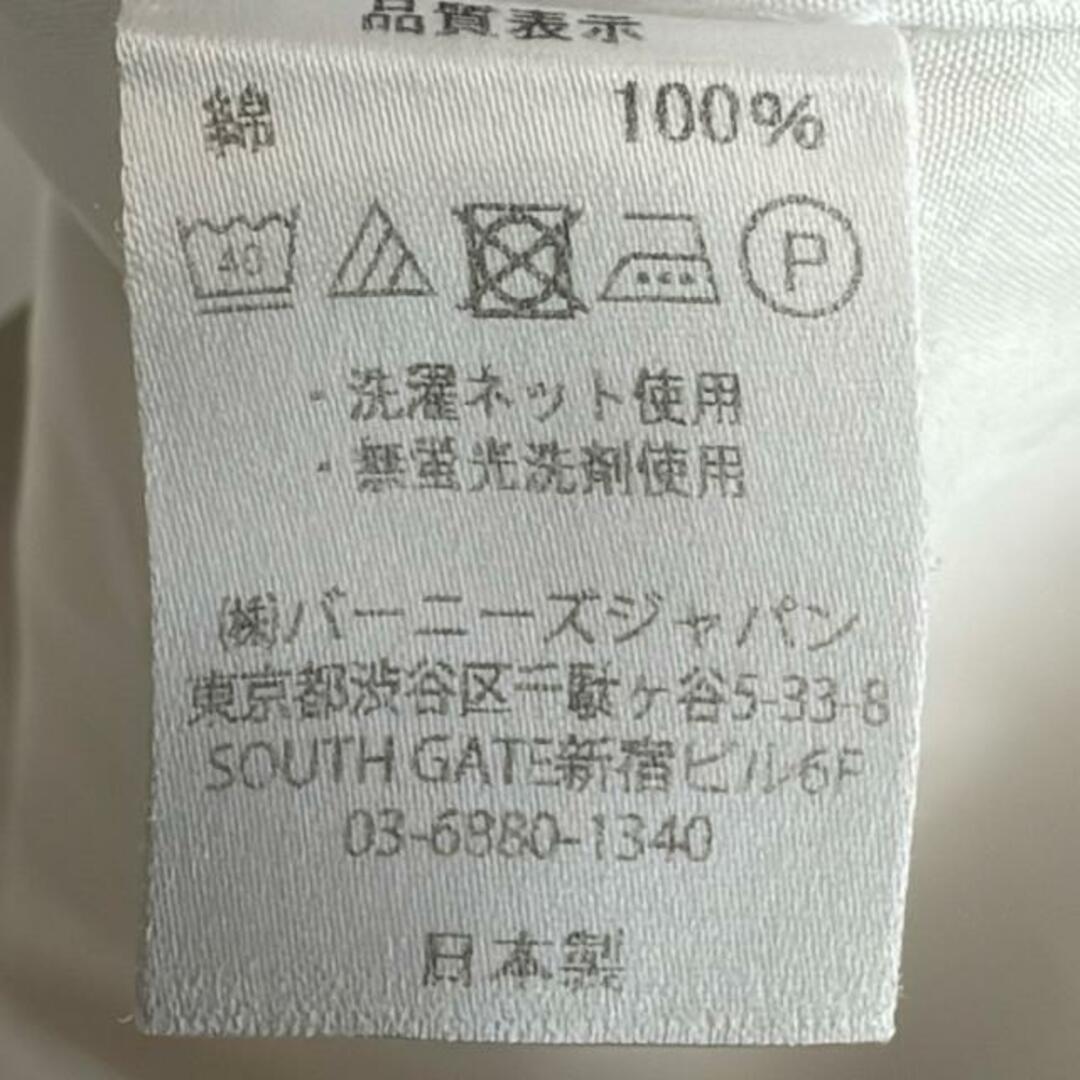 品質表示
綿 100%
40 P
・洗濯ネット使用
・無蛍光洗剤使用
(株)バーニーズジャパン
東京都渋谷区千駄ヶ谷5-33-8
SOUTH GATE新宿ビル6F
03-6880-1340
日本製